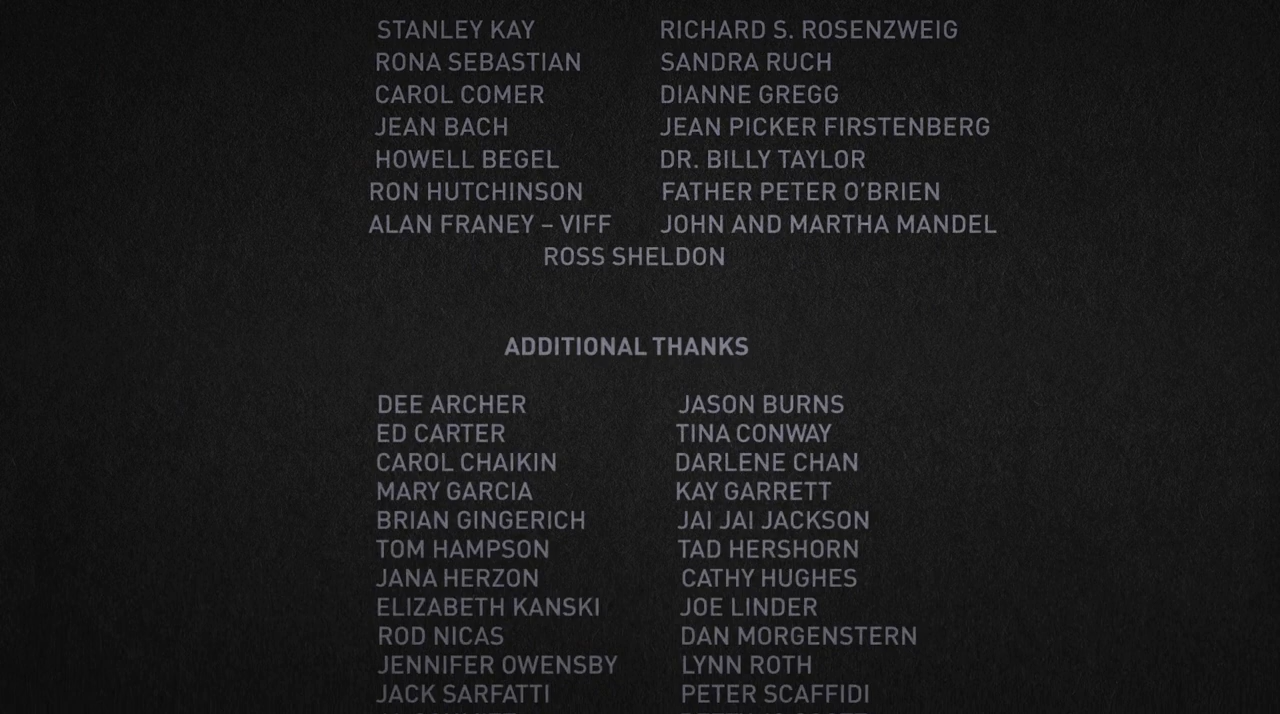 STANLEY KAY RICHARD S. ROSENZWEIG
RONA SEBASTIAN SANDRA RUCH
CAROL COMER DIANNE GREGG
JEAN BACH JEAN PICKER FIRSTENBERG
HOWELL BEGEL DR. BILLY TAYLOR
RON HUTCHINSON FATHER PETER O’BRIEN
ALAN FRANEY – VIFF JOHN AND MARTHA MANDEL
ROSS SHELDON
ADDITIONAL THANKS
DEE ARCHER JASON BURNS
ED CARTER TINA CONWAY
CAROL CHAIKIN DARLENE CHAN
MARY GARCIA KAY GARRETT
BRIAN GINGERICH JAI JAI JACKSON
TOM HAMPSON TAD HERSHORN
JANA HERZON CATHY HUGHES
ELIZABETH KANSKI JOE LINDER
ROD NICAS DAN MORGENSTERN
JENNIFER OWENSBY LYNN ROTH
JACK SARFATTI PETER SCAFFIDI